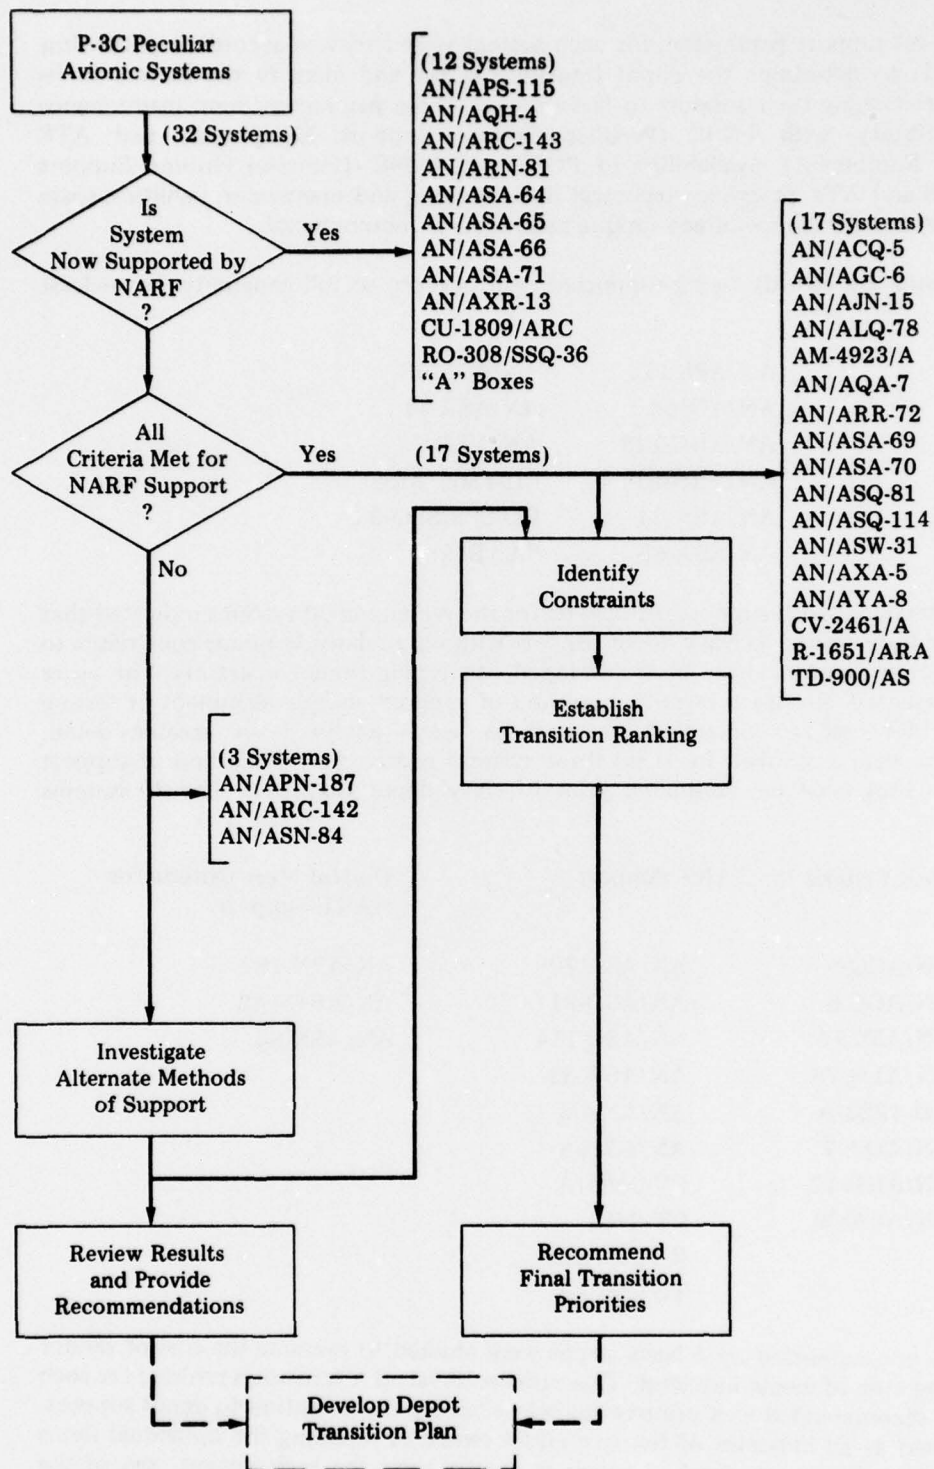 P-3C Peculiar
Avionic Systems
(32 Systems)
Is
System
Now Supported by
NARF
?
Yes
(12 Systems)
AN/APS-115
AN/AQH-4
AN/ARC-143
AN/ARN-81
AN/ASA-64
AN/ASA-65
AN/ASA-66
AN/ASA-71
AN/AXR-13
CU-1809/ARC
RO-308/SSQ-36
"A" Boxes
All
Criteria Met for
NARF Support
?
Yes
(17 Systems)
(17 Systems)
AN/ACQ-5
AN/AGC-6
AN/AJN-15
AN/ALQ-78
AM-4923/A
AN/AQA-7
AN/ARR-72
AN/ASA-69
AN/ASA-70
AN/ASQ-81
AN/ASQ-114
AN/ASW-31
AN/AXA-5
AN/AYA-8
CV-2461/A
R-1651/ARA
TD-900/AS
No
Identify
Constraints
Establish
Transition Ranking
(3 Systems)
AN/APN-187
AN/ARC-142
AN/ASN-84
Investigate
Alternate Methods
of Support
Review Results
and Provide
Recommendations
Recommend
Final Transition
Priorities
Develop Depot
Transition Plan